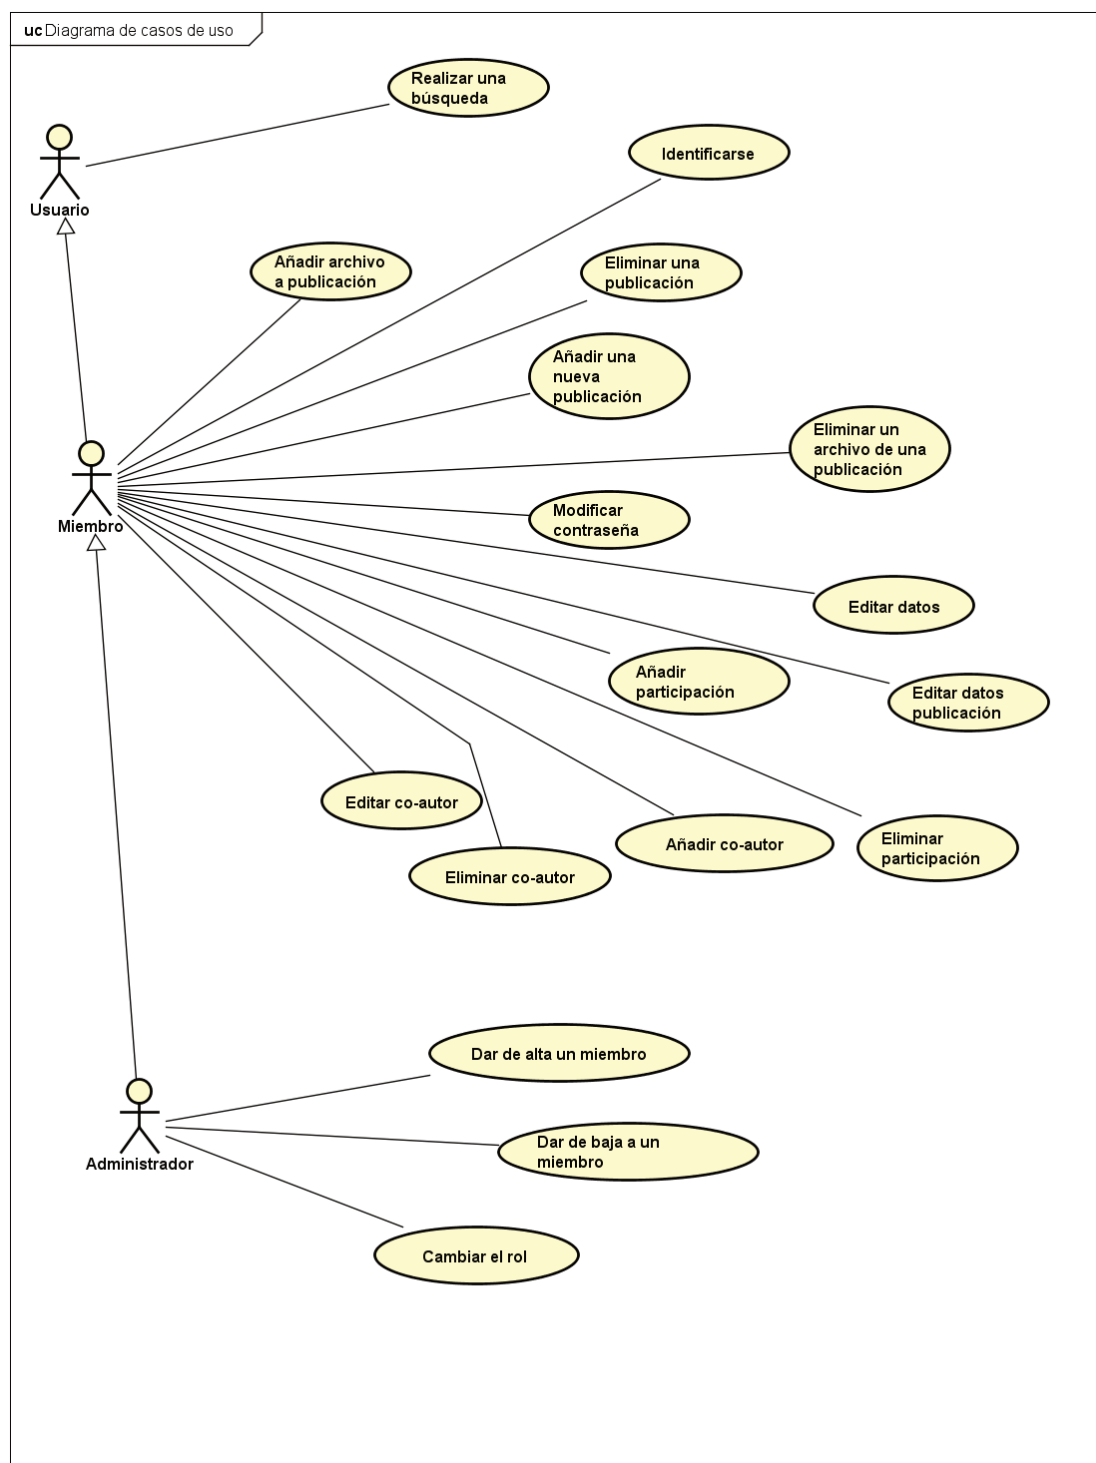 uc Diagrama de casos de uso
Realizar una
búsqueda
Identificarse
Usuario
Añadir archivo
a publicación
Eliminar una
publicación
Añadir una
nueva
publicación
Eliminar un
archivo de una
publicación
Modificar
contraseña
Miembro
Editar datos
Añadir
participación
Editar datos
publicación
Editar co-autor
Eliminar co-autor
Añadir co-autor
Eliminar
participación
Dar de alta un miembro
Dar de baja a un
miembro
Administrador
Cambiar el rol